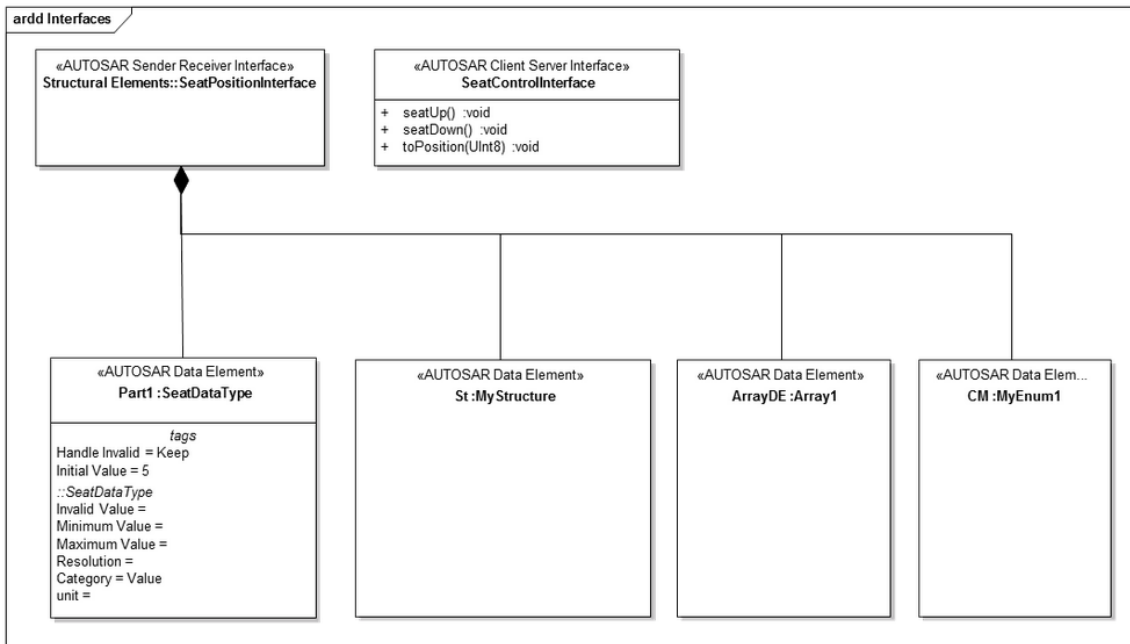 ardd Interfaces
«AUTOSAR Sender Receiver Interface»
Structural Elements::SeatPositionInterface
«AUTOSAR Client Server Interface»
SeatControlInterface
+ seatUp() :void
+ seatDown() :void
+ toPosition(UInt8) :void
«AUTOSAR Data Element»
Part1 :SeatDataType
tags
Handle Invalid = Keep
Initial Value = 5
::SeatDataType
Invalid Value =
Minimum Value =
Maximum Value =
Resolution =
Category = Value
unit =
«AUTOSAR Data Element»
St :MyStructure
«AUTOSAR Data Element»
ArrayDE :Array1
«AUTOSAR Data Elem...
CM :MyEnum1